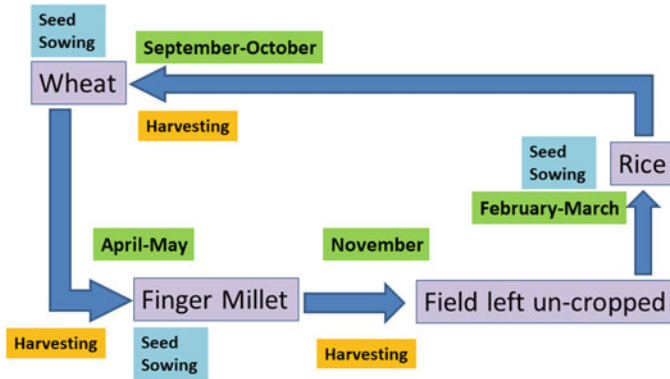 Seed
Sowing
September-October
Wheat
Harvesting
Seed
Sowing
Rice
February-March
April-May
November
Finger Millet
Field left un-cropped
Harvesting
Seed
Sowing
Harvesting